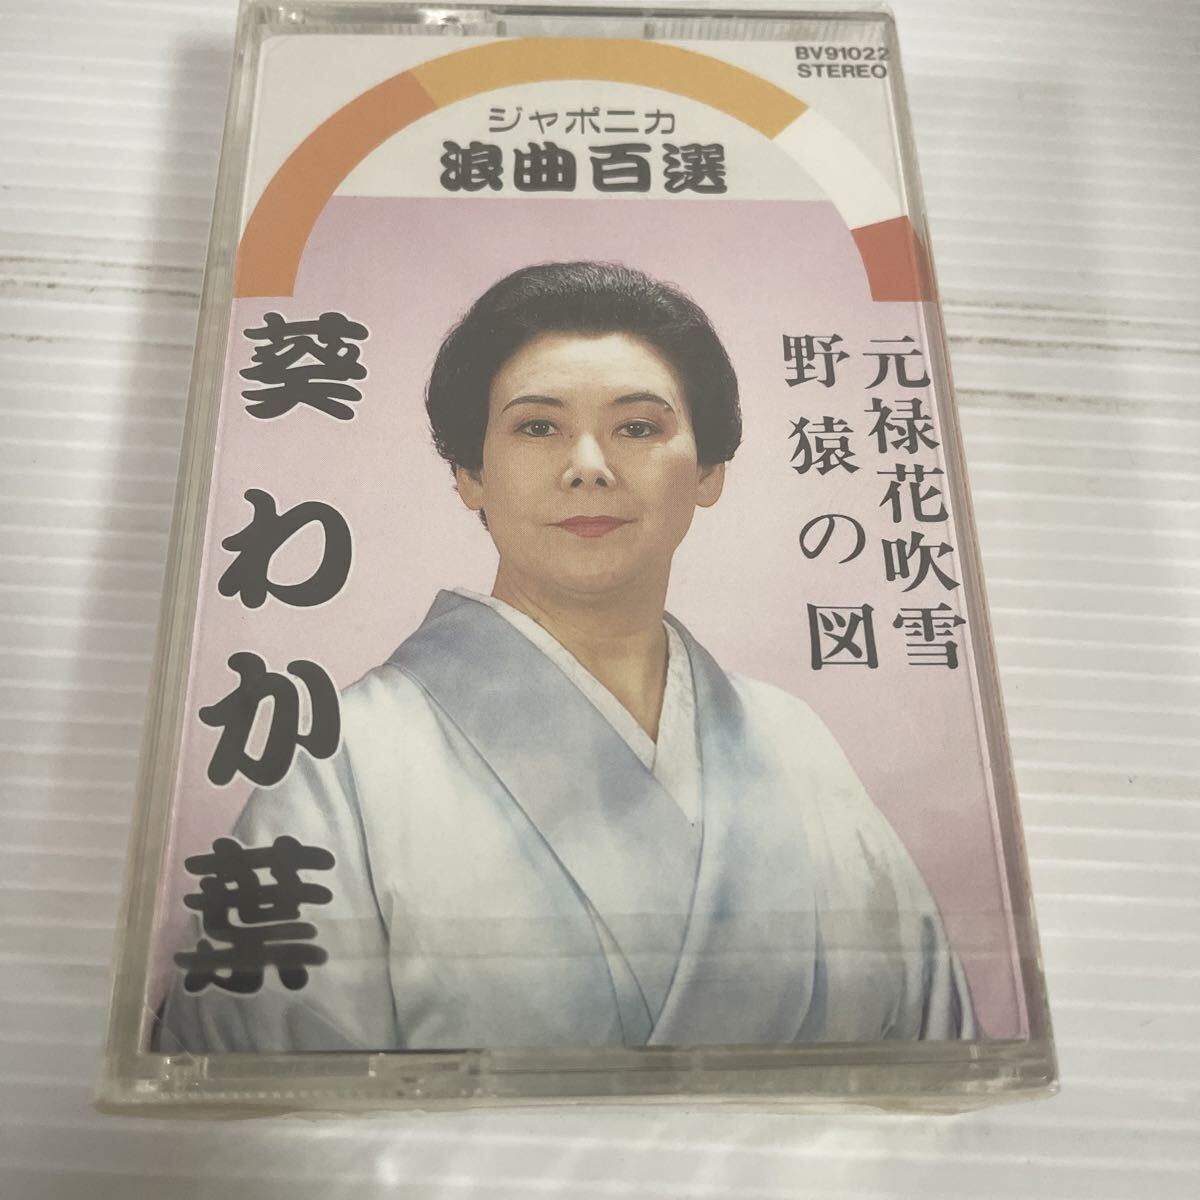 BV91022
STEREO
ジャポニカ
浪曲百選
元禄花吹雪
野猿の図
葵わか葉